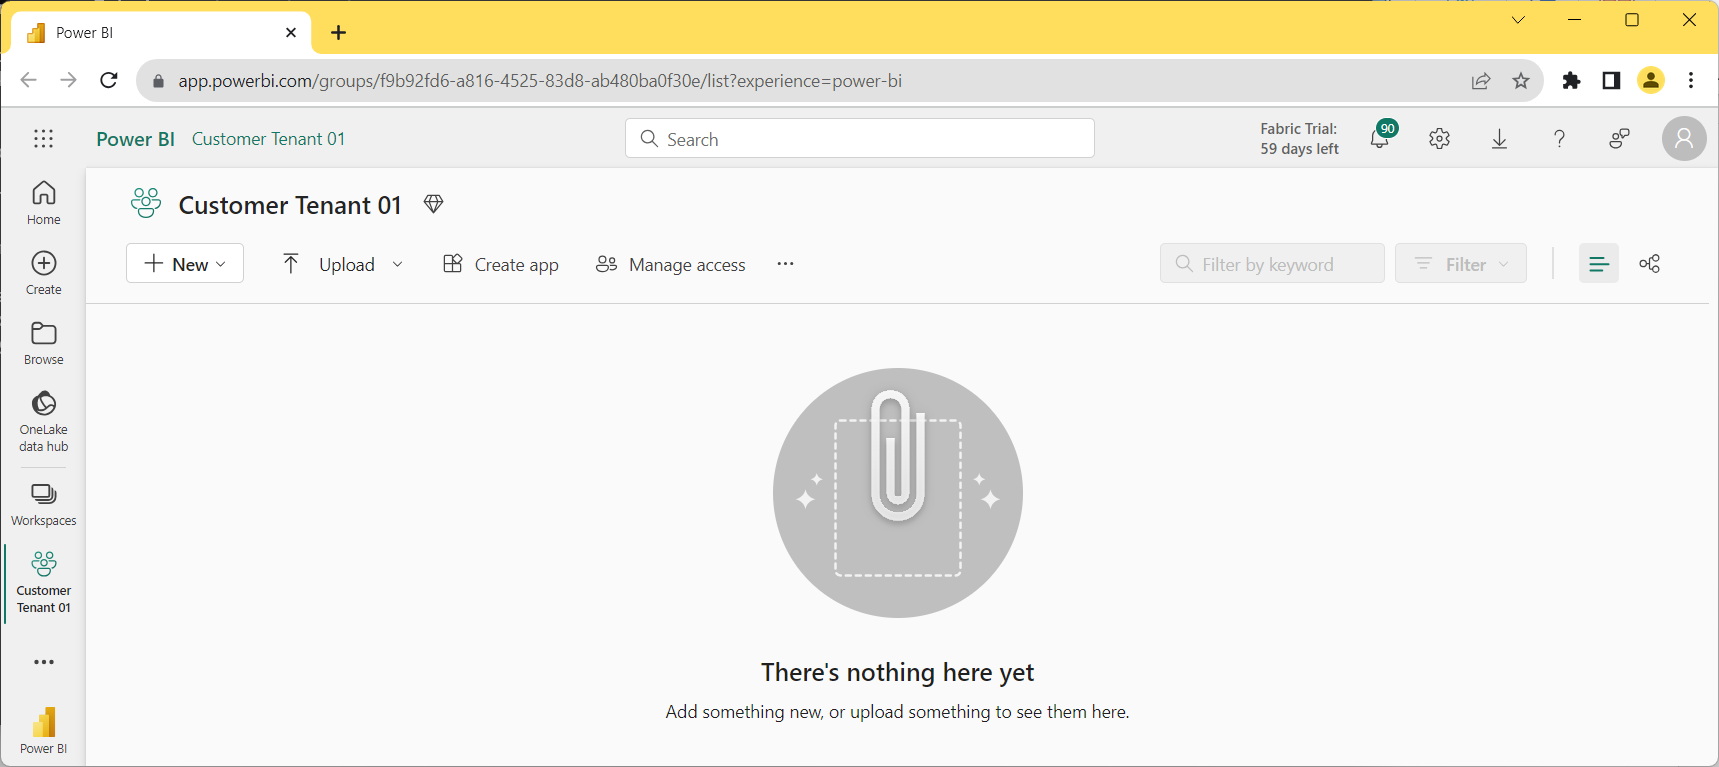 Power BI
app.powerbi.com/groups/f9b92fd6-a816-4525-83d8-ab480ba0f30e/list?experience=power-bi
Power BI Customer Tenant 01
Search
Fabric Trial:
59 days left
90
Home
Create
Browse
OneLake
data hub
Workspaces
Customer
Tenant 01
Power BI
Customer Tenant 01
New Upload Create app Manage access
Filter by keyword Filter
There's nothing here yet
Add something new, or upload something to see them here.